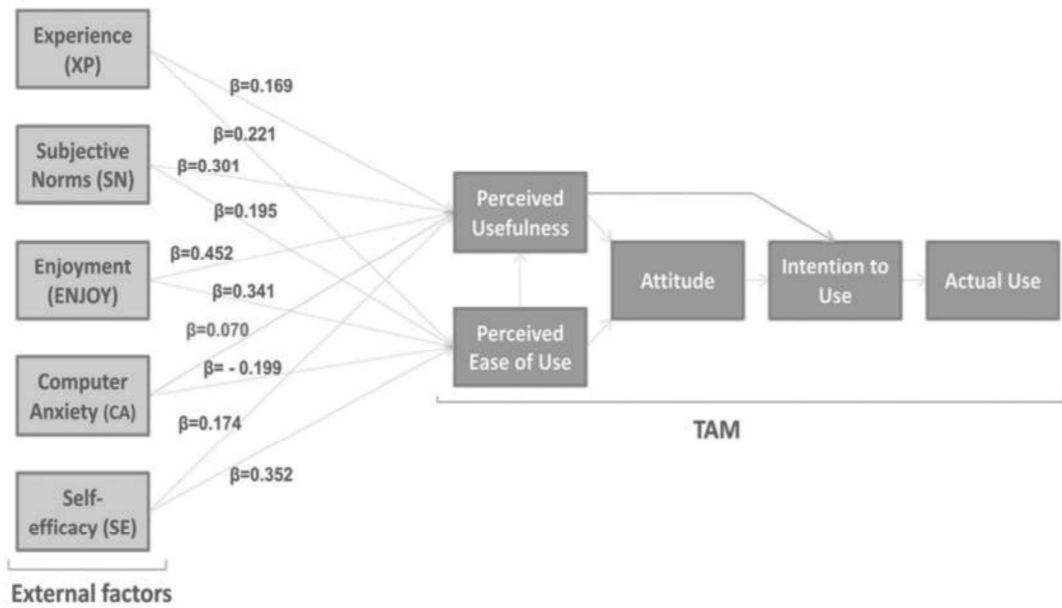 Experience
(XP)
Subjective
Norms (SN)
Enjoyment
(ENJOY)
Computer
Anxiety (CA)
Self-
efficacy (SE)
External factors
β=0.169
β=0.221
β=0.301
β=0.195
β=0.452
β=0.341
β=0.070
β= - 0.199
β=0.174
β=0.352
Perceived
Usefulness
Perceived
Ease of Use
Attitude
Intention to
Use
Actual Use
TAM